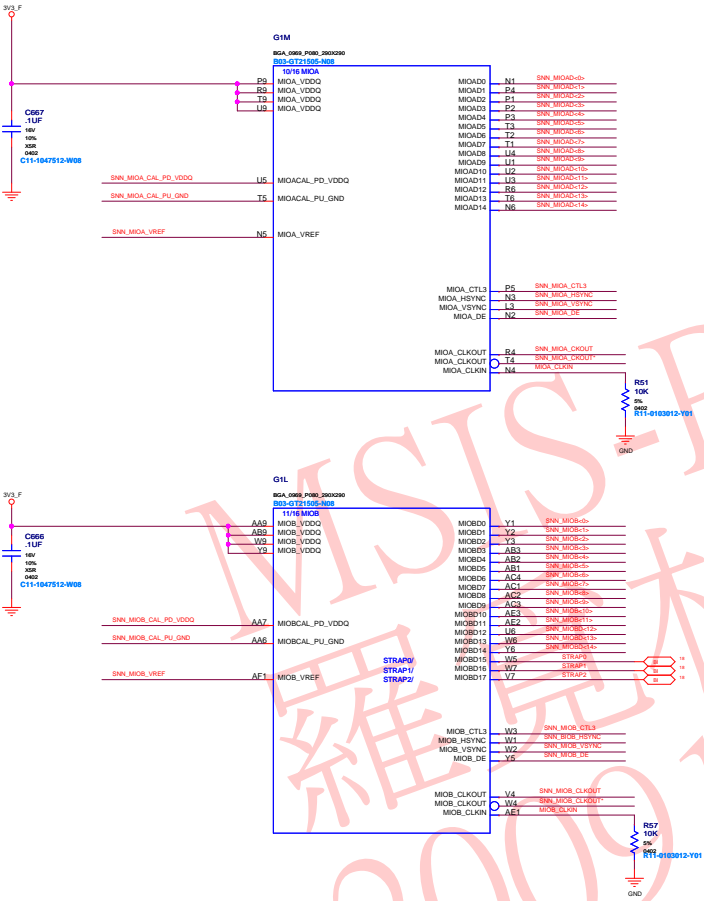 3V3_F
G1M
BGA_0969_P080_290X290
B03-GT21505-N08
10/16 MIOA
P9 MIOA_VDDQ
R9 MIOA_VDDQ
T9 MIOA_VDDQ
U9 MIOA_VDDQ
C667
.1UF
16V
10%
X5R
0402
C11-1047512-W08
SNN_MIOA_CAL_PD_VDDQ U5 MIOACAL_PD_VDDQ
SNN_MIOA_CAL_PU_GND T5 MIOACAL_PU_GND
SNN_MIOA_VREF N5 MIOA_VREF
MIOAD0 N1 SNN_MIOAD<0>
MIOAD1 P4 SNN_MIOAD<1>
MIOAD2 P1 SNN_MIOAD<2>
MIOAD3 P2 SNN_MIOAD<3>
MIOAD4 P3 SNN_MIOAD<4>
MIOAD5 T3 SNN_MIOAD<5>
MIOAD6 T2 SNN_MIOAD<6>
MIOAD7 T1 SNN_MIOAD<7>
MIOAD8 U4 SNN_MIOAD<8>
MIOAD9 U1 SNN_MIOAD<9>
MIOAD10 U2 SNN_MIOAD<10>
MIOAD11 U3 SNN_MIOAD<11>
MIOAD12 R6 SNN_MIOAD<12>
MIOAD13 T6 SNN_MIOAD<13>
MIOAD14 N6 SNN_MIOAD<14>
MIOA_CTL3 P5 SNN_MIOA_CTL3
MIOA_HSYNC N3 SNN_MIOA_HSYNC
MIOA_VSYNC L3 SNN_MIOA_VSYNC
MIOA_DE N2 SNN_MIOA_DE
MIOA_CLKOUT R4 SNN_MIOA_CKOUT
MIOA_CLKOUT T4 SNN_MIOA_CKOUT*
MIOA_CLKIN N4 MIOA_CLKIN
R51
10K
5%
0402
R11-0103012-Y01
GND
3V3_F
G1L
BGA_0969_P080_290X290
B03-GT21505-N08
11/16 MIOB
AA9 MIOB_VDDQ
AB9 MIOB_VDDQ
W9 MIOB_VDDQ
Y9 MIOB_VDDQ
C666
.1UF
16V
10%
X5R
0402
C11-1047512-W08
SNN_MIOB_CAL_PD_VDDQ AA7 MIOBCAL_PD_VDDQ
SNN_MIOB_CAL_PU_GND AA6 MIOBCAL_PU_GND
SNN_MIOB_VREF AF1 MIOB_VREF
MIOBD0 Y1 SNN_MIOB<0>
MIOBD1 Y2 SNN_MIOB<1>
MIOBD2 Y3 SNN_MIOB<2>
MIOBD3 AB3 SNN_MIOB<3>
MIOBD4 AB2 SNN_MIOB<4>
MIOBD5 AB1 SNN_MIOB<5>
MIOBD6 AC4 SNN_MIOB<6>
MIOBD7 AC1 SNN_MIOB<7>
MIOBD8 AC2 SNN_MIOB<8>
MIOBD9 AC3 SNN_MIOB<9>
MIOBD10 AE3 SNN_MIOB<10>
MIOBD11 AE2 SNN_MIOB<11>
MIOBD12 U6 SNN_MIOBD<12>
MIOBD13 W6 SNN_MIOBD<13>
MIOBD14 Y6 SNN_MIOBD<14>
STRAP0/ MIOBD15 W5 STRAP0 BI 18
STRAP1/ MIOBD16 W7 STRAP1 BI 18
STRAP2/ MIOBD17 V7 STRAP2 BI 18
MIOB_CTL3 W3 SNN_MIOB_CTL3
MIOB_HSYNC W1 SNN_BIOB_HSYNC
MIOB_VSYNC W2 SNN_MIOB_VSYNC
MIOB_DE Y5 SNN_MIOB_DE
MIOB_CLKOUT V4 SNN_MIOB_CLKOUT
MIOB_CLKOUT W4 SNN_MIOB_CLKOUT*
MIOB_CLKIN AE1 MIOB_CLKIN
R57
10K
5%
0402
R11-0103012-Y01
GND
MSIS-
羅
2009